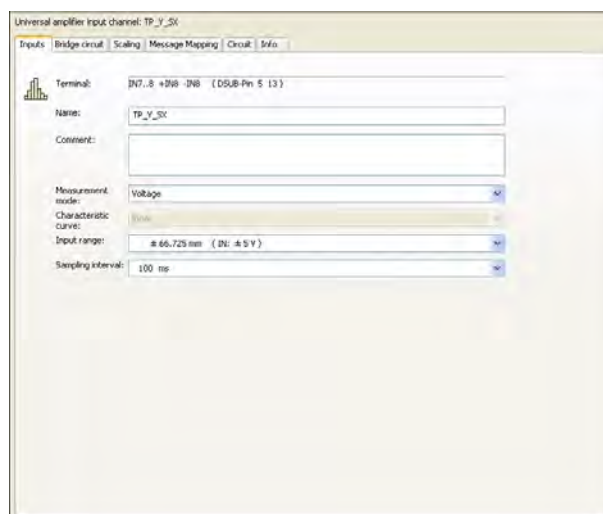 Universal amplifier input channel: TP_Y_SX
Inputs Bridge circuit Scaling Message Mapping Circuit Info
Terminal: IN7..8 +IN8 -IN8 (DSUB-Pin 5 13)
Name: TP_Y_SX
Comment:
Measurement mode: Voltage
Characteristic curve:
Input range: ± 66.725 mm (IN: ± 5 V)
Sampling interval: 100 ms